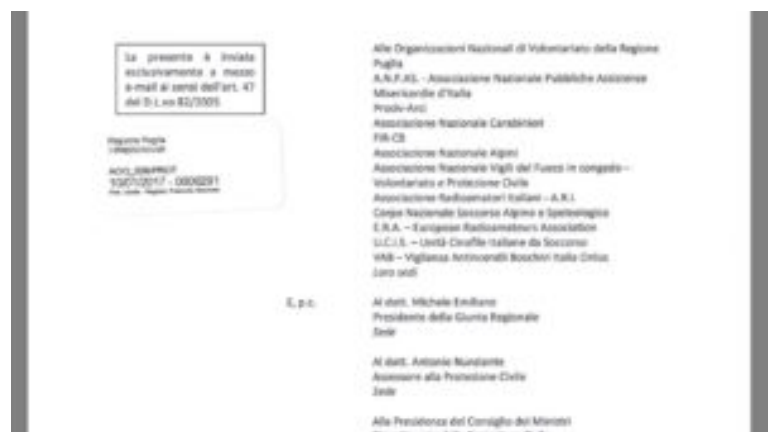 La presente è inviata
esclusivamente a mezzo
e-mail ai sensi dell'art. 47
del D.L.vo 82/2005
Regione Puglia
10/07/2017 - 0006291
Alle Organizzazioni Nazionali di Volontariato della Regione
Puglia
A.N.P.AS. - Associazione Nazionale Pubbliche Assistenze
Misericordie d'Italia
Prociv-Arci
Associazione Nazionale Carabinieri
FIR-CB
Associazione Nazionale Alpini
Associazione Nazionale Vigili del Fuoco in congedo –
Volontariato e Protezione Civile
Associazione Radioamatori Italiani - A.R.I.
Corpo Nazionale Soccorso Alpino e Speleologico
E.R.A. – European Radioamateurs Association
U.C.I.S. – Unità Cinofile Italiane da Soccorso
VAB – Vigilanza Antincendi Boschivi Italia Onlus
Loro sedi
E, p.c.
Al dott. Michele Emiliano
Presidente della Giunta Regionale
Sede
Al dott. Antonio Nunziante
Assessore alla Protezione Civile
Sede
Alla Presidenza del Consiglio dei Ministri